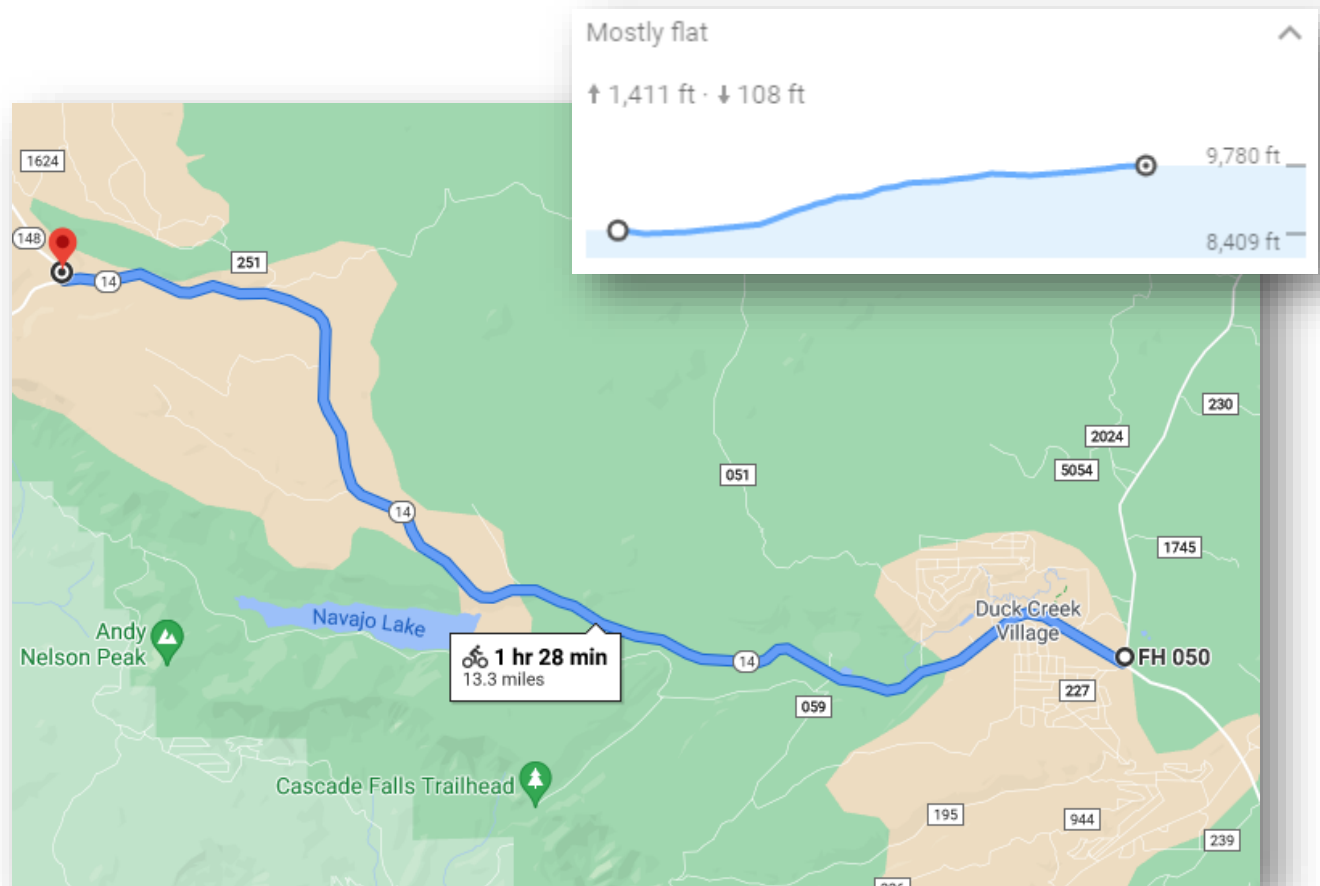 Mostly flat
↑ 1,411 ft · ↓ 108 ft
9,780 ft
8,409 ft
1624
148
14
251
230
2024
5054
051
14
1745
Navajo Lake
Andy
Nelson Peak
Duck Creek
Village
1 hr 28 min
13.3 miles
14
FH 050
227
059
Cascade Falls Trailhead
195
944
239